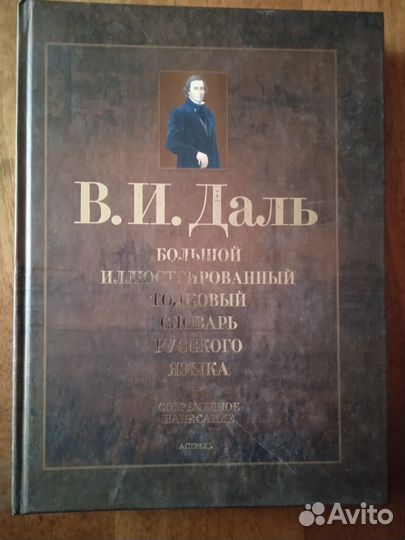 В. И. Даль
БОЛЬШОЙ
ИЛЛЮСТРИРОВАННЫЙ
ТОЛКОВЫЙ
СЛОВАРЬ
РУССКОГО
ЯЗЫКА
СОВРЕМЕННОЕ
НАПИСАНИЕ
АСТРЕЛЬ
Avito